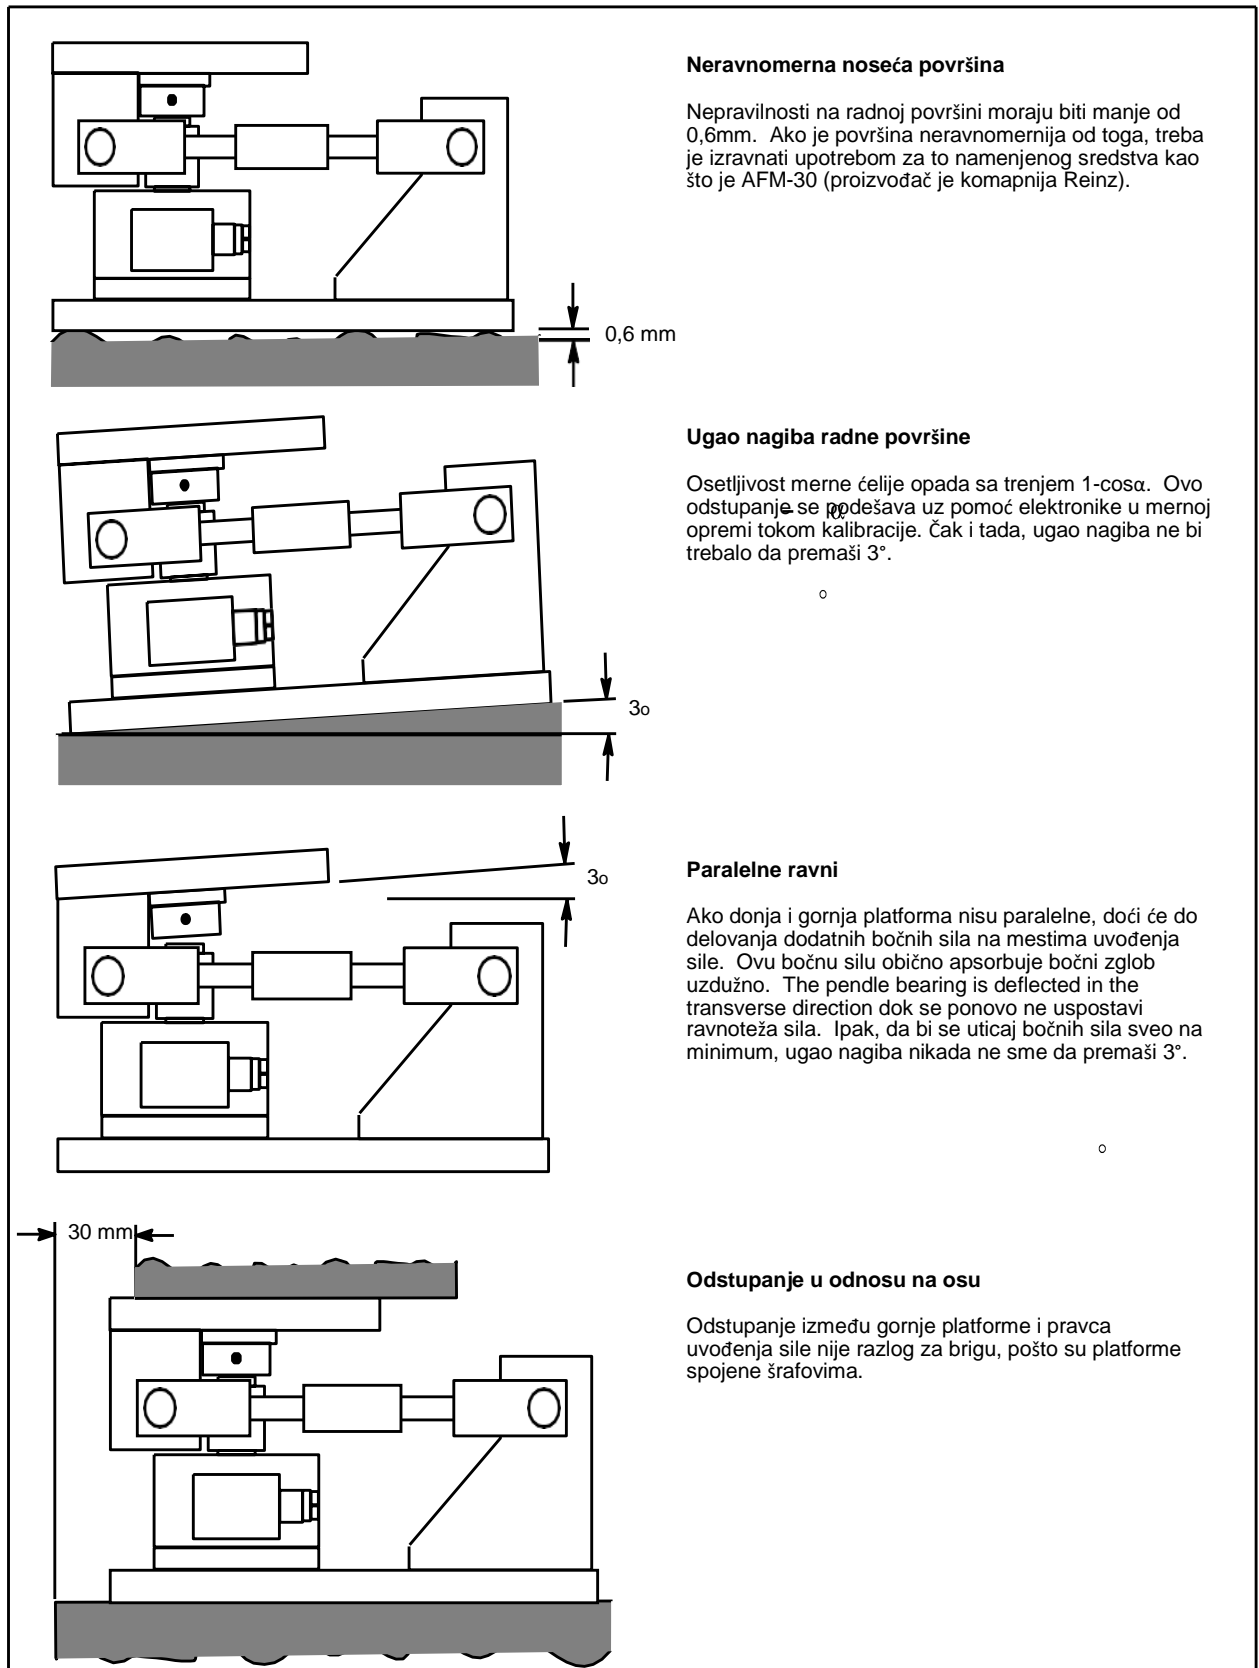 Neravnomerna noseća površina
Nepravilnosti na radnoj površini moraju biti manje od
0,6mm. Ako je površina neravnomernija od toga, treba
je izravnati upotrebom za to namenjenog sredstva kao
što je AFM-30 (proizvođač je komapnija Reinz).
0,6 mm
Ugao nagiba radne površine
Osetljivost merne ćelije opada sa trenjem 1-cosα. Ovo
odstupanje se podešava uz pomoć elektronike u mernoj
opremi tokom kalibracije. Čak i tada, ugao nagiba ne bi
trebalo da premaši 3°.
3o
3o
Paralelne ravni
Ako donja i gornja platforma nisu paralelne, doći će do
delovanja dodatnih bočnih sila na mestima uvođenja
sile. Ovu bočnu silu obično apsorbuje bočni zglob
uzdužno. The pendle bearing is deflected in the
transverse direction dok se ponovo ne uspostavi
ravnoteža sila. Ipak, da bi se uticaj bočnih sila sveo na
minimum, ugao nagiba nikada ne sme da premaši 3°.
30 mm
Odstupanje u odnosu na osu
Odstupanje između gornje platforme i pravca
uvođenja sile nije razlog za brigu, pošto su platforme
spojene šrafovima.